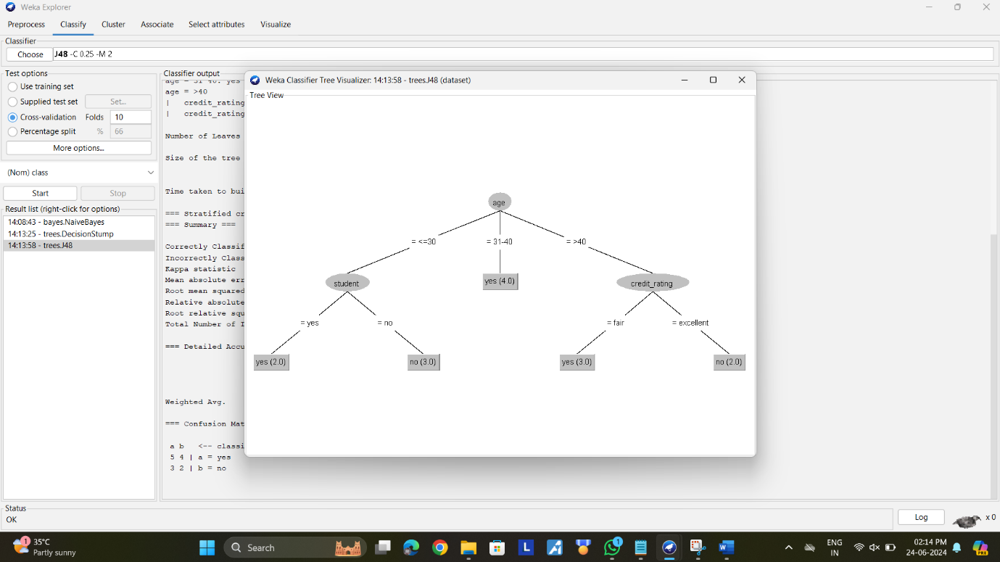 Weka Explorer
Preprocess Classify Cluster Associate Select attributes Visualize
Classifier
Choose J48 -C 0.25 -M 2
Test options
Use training set
Supplied test set Set...
Cross-validation Folds 10
Percentage split % 66
More options...
(Nom) class
Start Stop
Result list (right-click for options)
14:08:43 - bayes.NaiveBayes
14:13:25 - trees.DecisionStump
14:13:58 - trees.J48
Classifier output
age = 31-40: yes
age = >40
| credit_rating
| credit_rating
Number of Leaves
Size of the tree
Time taken to bui
=== Stratified cr
=== Summary ===
Correctly Classif
Incorrectly Class
Kappa statistic
Mean absolute err
Root mean squared
Relative absolute
Root relative squ
Total Number of I
=== Detailed Accu
Weighted Avg.
=== Confusion Mat
a b <-- classi
5 4 | a = yes
3 2 | b = no
Weka Classifier Tree Visualizer: 14:13:58 - trees.J48 (dataset)
Tree View
age
= <=30 = 31-40 = >40
student yes (4.0) credit_rating
= yes = no = fair = excellent
yes (2.0) no (3.0) yes (3.0) no (2.0)
Status
OK
Log x 0
1
35°C
Partly sunny
Search
L
1
W
ENG
IN
02:14 PM
24-06-2024
PRE